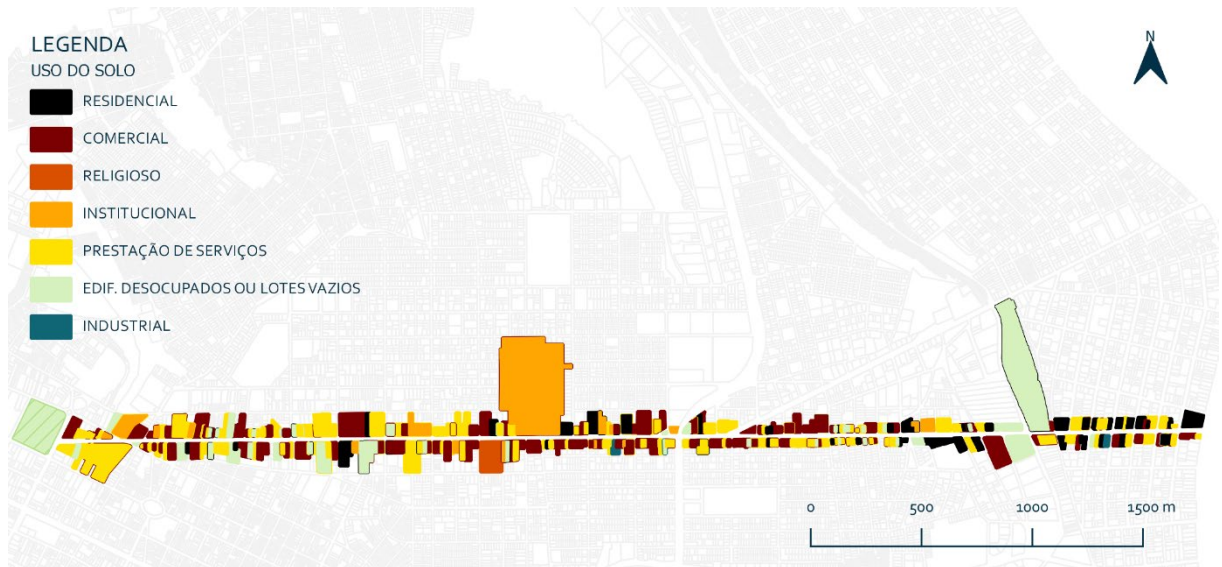 LEGENDA
USO DO SOLO
RESIDENCIAL
COMERCIAL
RELIGIOSO
INSTITUCIONAL
PRESTAÇÃO DE SERVIÇOS
EDIF. DESOCUPADOS OU LOTES VAZIOS
INDUSTRIAL
N
0 500 1000 1500 m